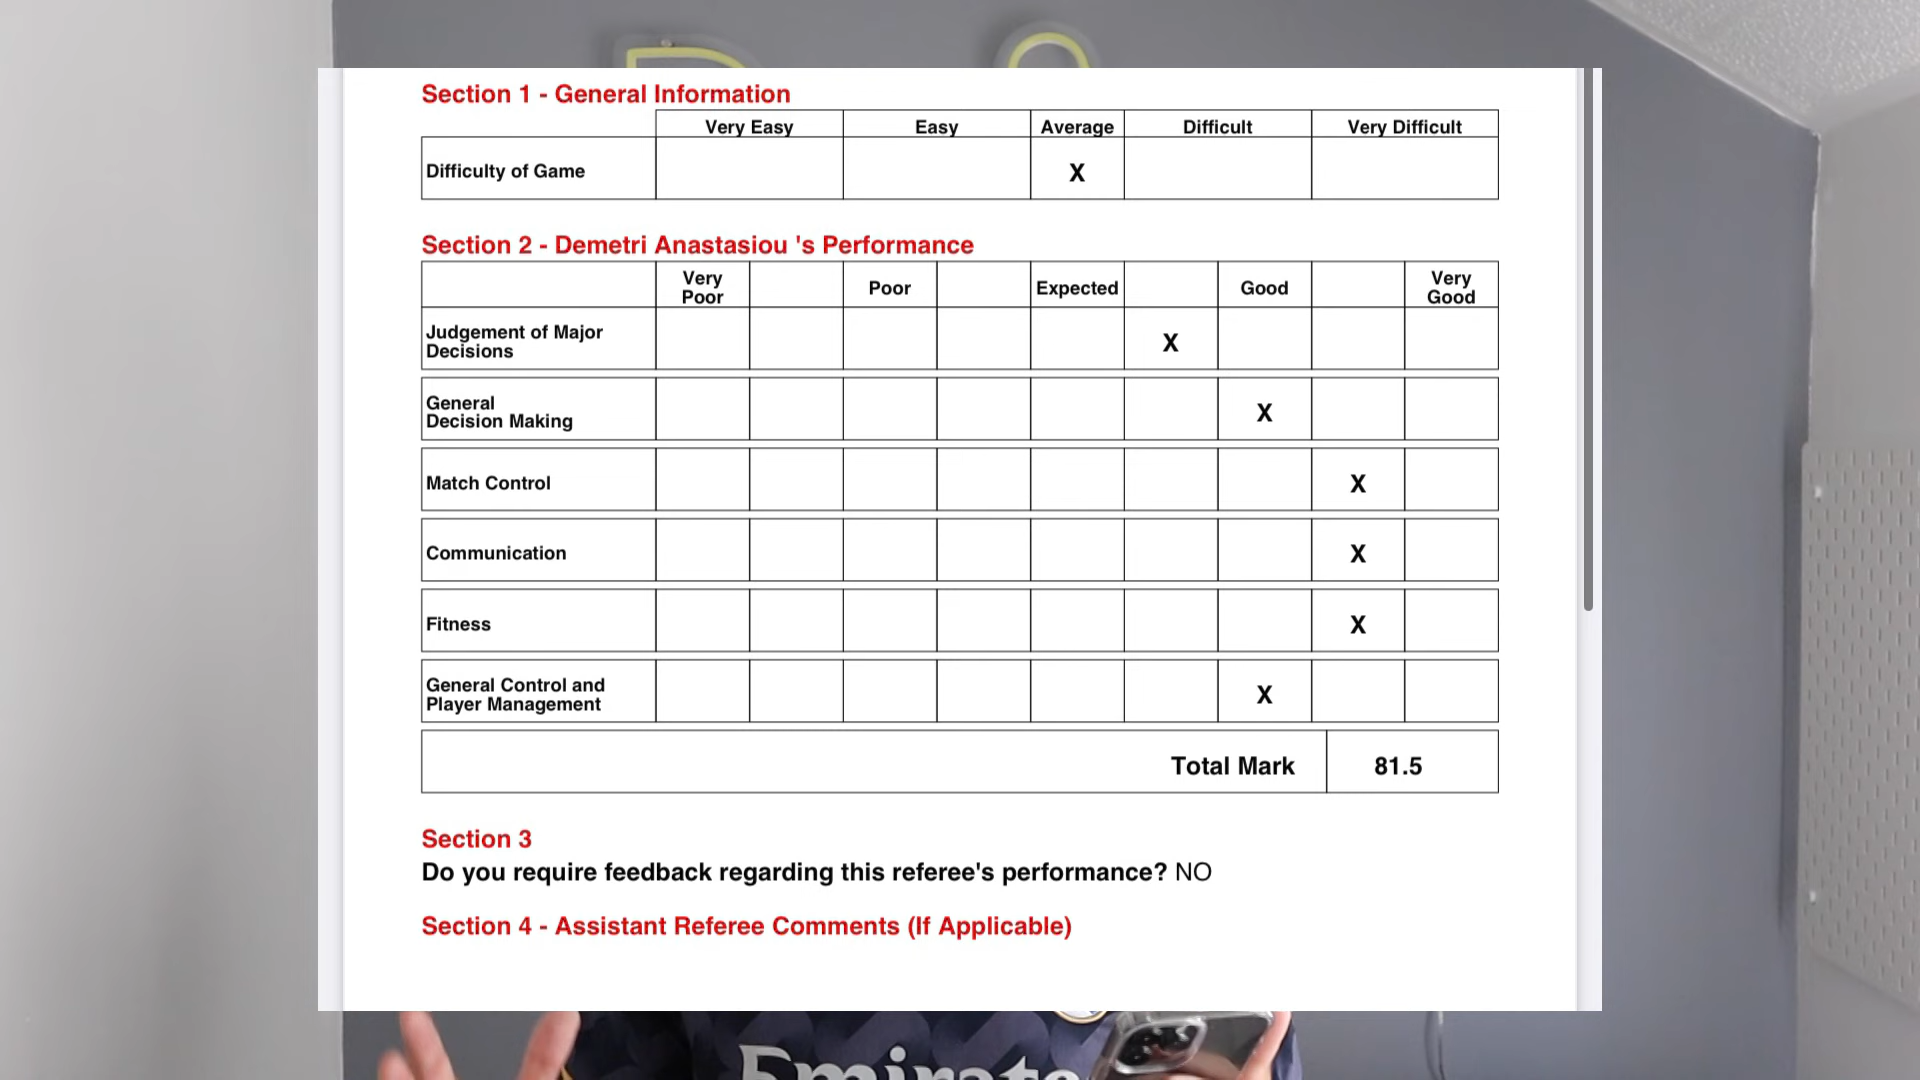 Section 1 - General Information
Very Easy Easy Average Difficult Very Difficult
Difficulty of Game X
Section 2 - Demetri Anastasiou 's Performance
Very Poor Poor Expected Good Very Good
Judgement of Major
Decisions X
General
Decision Making X
Match Control X
Communication X
Fitness X
General Control and
Player Management X
Total Mark 81.5
Section 3
Do you require feedback regarding this referee's performance? NO
Section 4 - Assistant Referee Comments (If Applicable)
Emirate